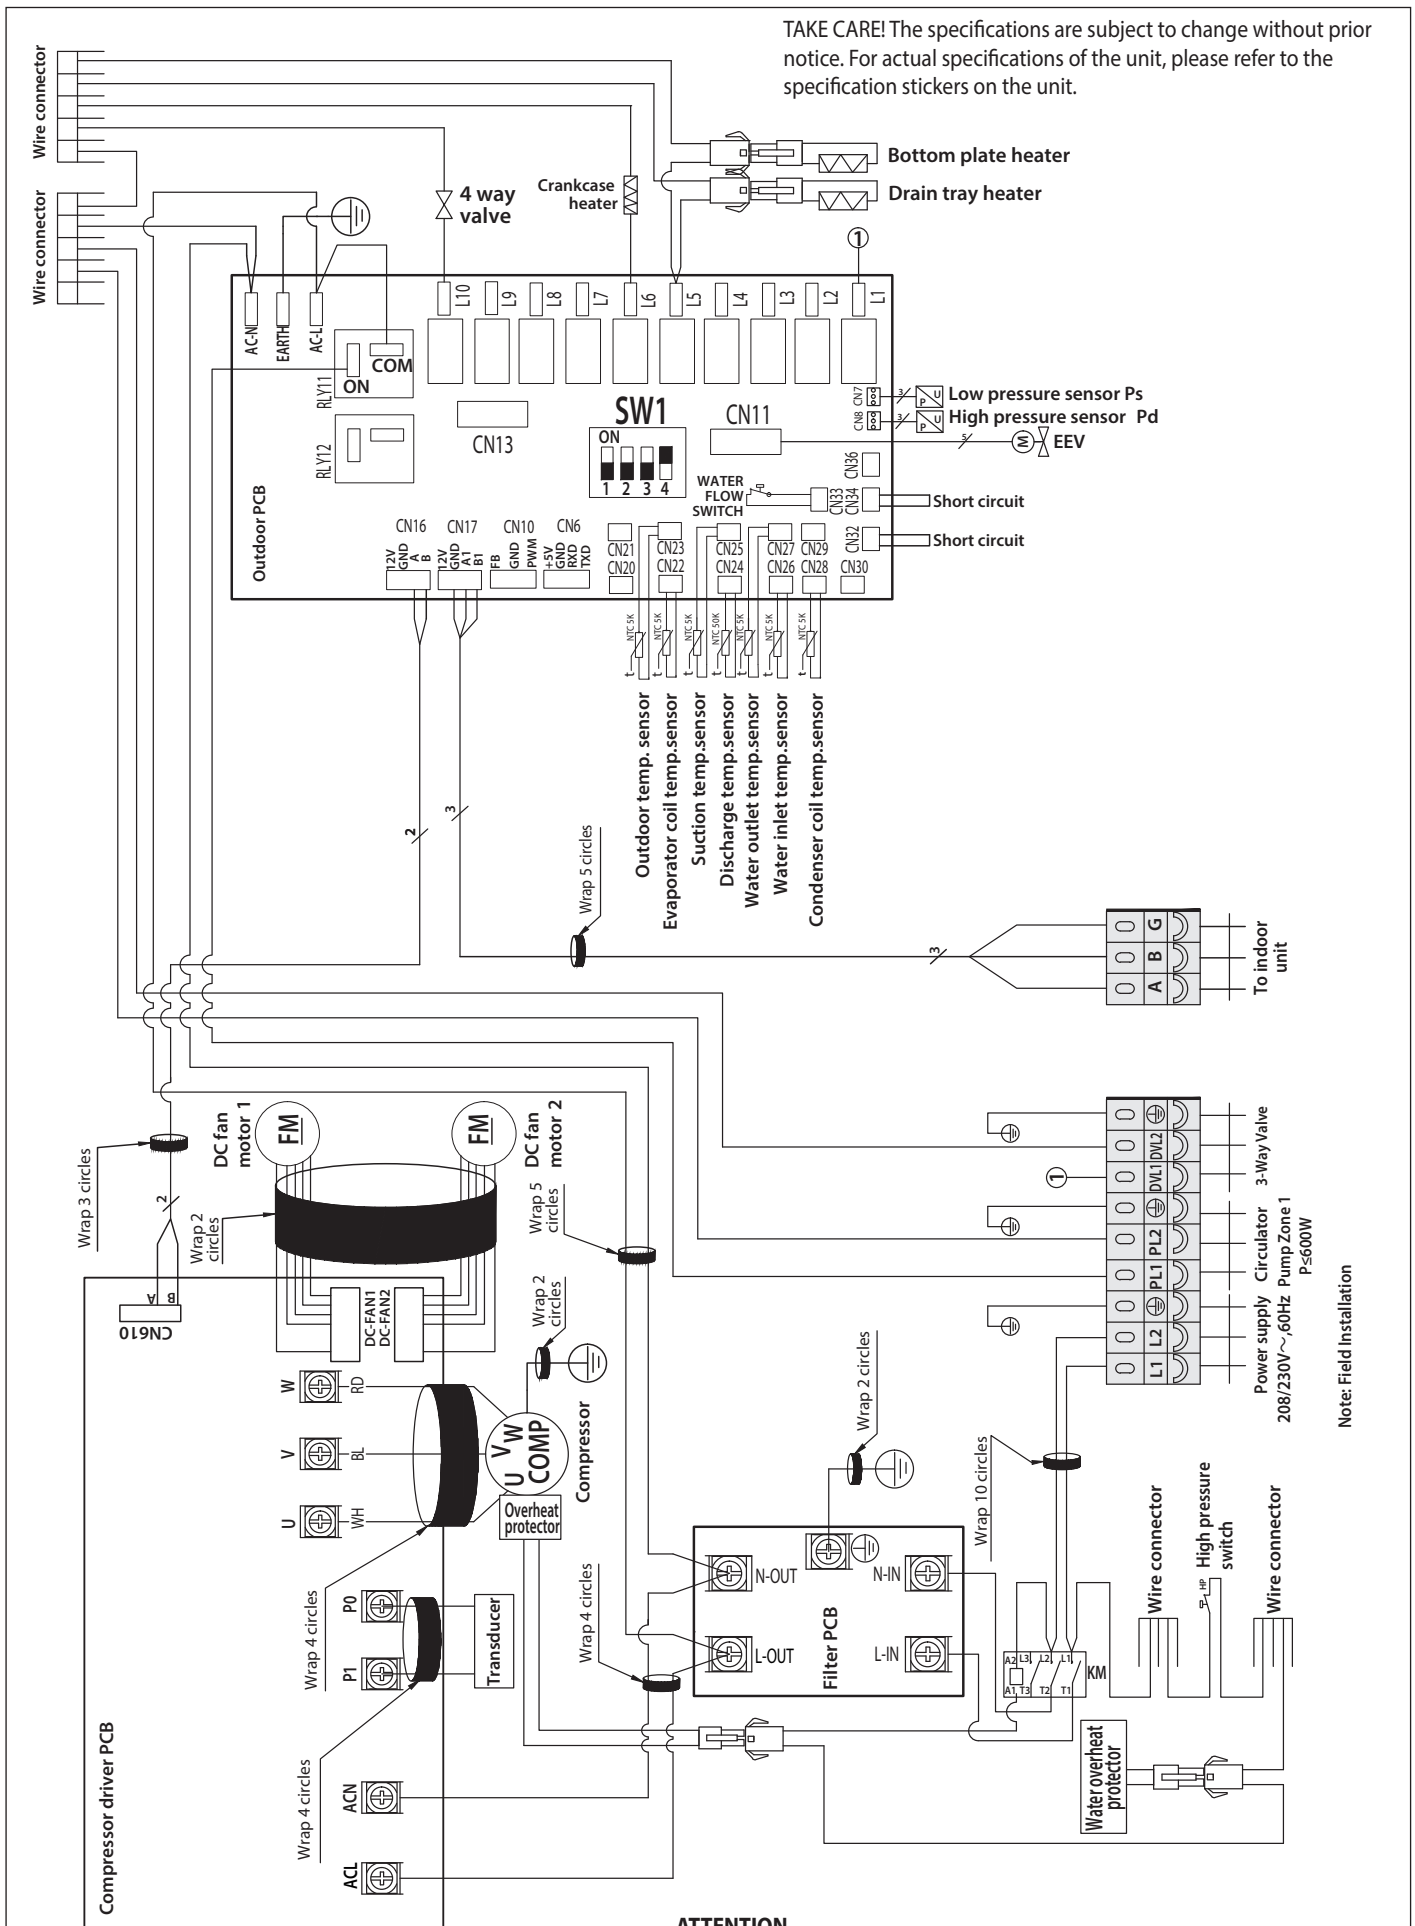 TAKE CARE! The specifications are subject to change without prior
notice. For actual specifications of the unit, please refer to the
specification stickers on the unit.
Wire connector
Wire connector
Bottom plate heater
Drain tray heater
Crankcase
heater
4 way
valve
1
AC-N
EARTH
AC-L
L10
L9
L8
L7
L6
L5
L4
L3
L2
L1
COM
ON
RLY11
RLY12
CN13
SW1
ON
1 2 3 4
CN11
CN7
3
P U
Low pressure sensor Ps
CN8
3
P U
High pressure sensor Pd
5
M
EEV
CN36
WATER
FLOW
SWITCH
CN33
CN34
Short circuit
CN32
Short circuit
Outdoor PCB
CN16
12V
GND
A
B
CN17
12V
GND
A1
B1
CN10
FB
GND
PWM
CN6
+5V
GND
RXD
TXD
CN21
CN20
CN23
CN22
CN25
CN24
CN27
CN26
CN29
CN28
CN30
t NTC 5K
t NTC 5K
t NTC 5K
t NTC 50K
t NTC 5K
t NTC 5K
t NTC 5K
Outdoor temp. sensor
Evaporator coil temp.sensor
Suction temp.sensor
Discharge temp.sensor
Water outlet temp.sensor
Water inlet temp.sensor
Condenser coil temp.sensor
2
3
Wrap 5 circles
3
G
B
A
To indoor
unit
DC fan
motor 1
FM
FM
DC fan
motor 2
Wrap 3 circles
2
Wrap 2
circles
Wrap 5
circles
A
B
CN610
DC-FAN1
DC-FAN2
Wrap 2
circles
W
RD
V
BL
U
WH
U V W
COMP
Compressor
Overheat
protector
Wrap 4 circles
P0
P1
Transducer
Wrap 4 circles
Wrap 4 circles
ACN
ACL
Compressor driver PCB
Wrap 2 circles
N-OUT
N-IN
L-OUT
L-IN
Filter PCB
Wrap 10 circles
1
DVL2
DVL1
PL2
PL1
L2
L1
3-Way Valve
Circulator
Pump Zone 1
P≤600W
Power supply
208/230V～,60Hz
Note: Field Installation
A2 L3 L2 L1
A1 T3 T2 T1
KM
Wire connector
HP
High pressure
switch
Wire connector
Water overheat
protector
ATTENTION